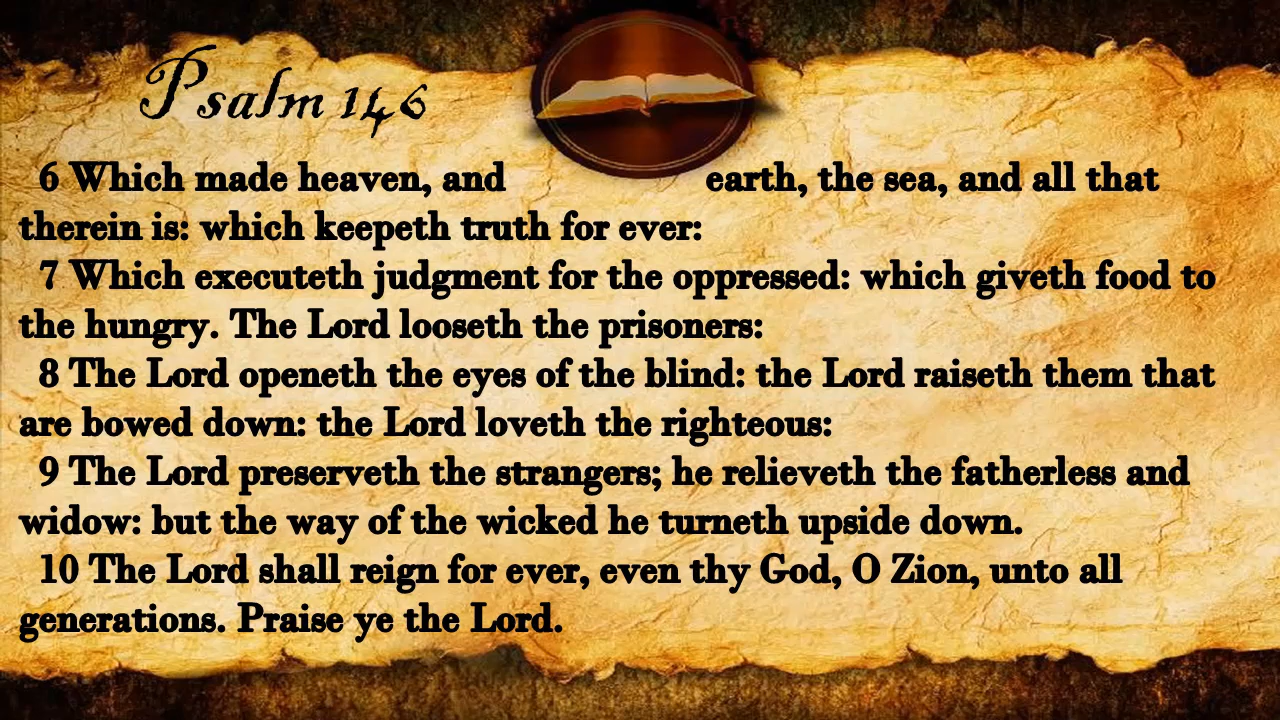 Psalm 146
6 Which made heaven, and earth, the sea, and all that
therein is: which keepeth truth for ever:
7 Which executeth judgment for the oppressed: which giveth food to
the hungry. The Lord looseth the prisoners:
8 The Lord openeth the eyes of the blind: the Lord raiseth them that
are bowed down: the Lord loveth the righteous:
9 The Lord preserveth the strangers; he relieveth the fatherless and
widow: but the way of the wicked he turneth upside down.
10 The Lord shall reign for ever, even thy God, O Zion, unto all
generations. Praise ye the Lord.